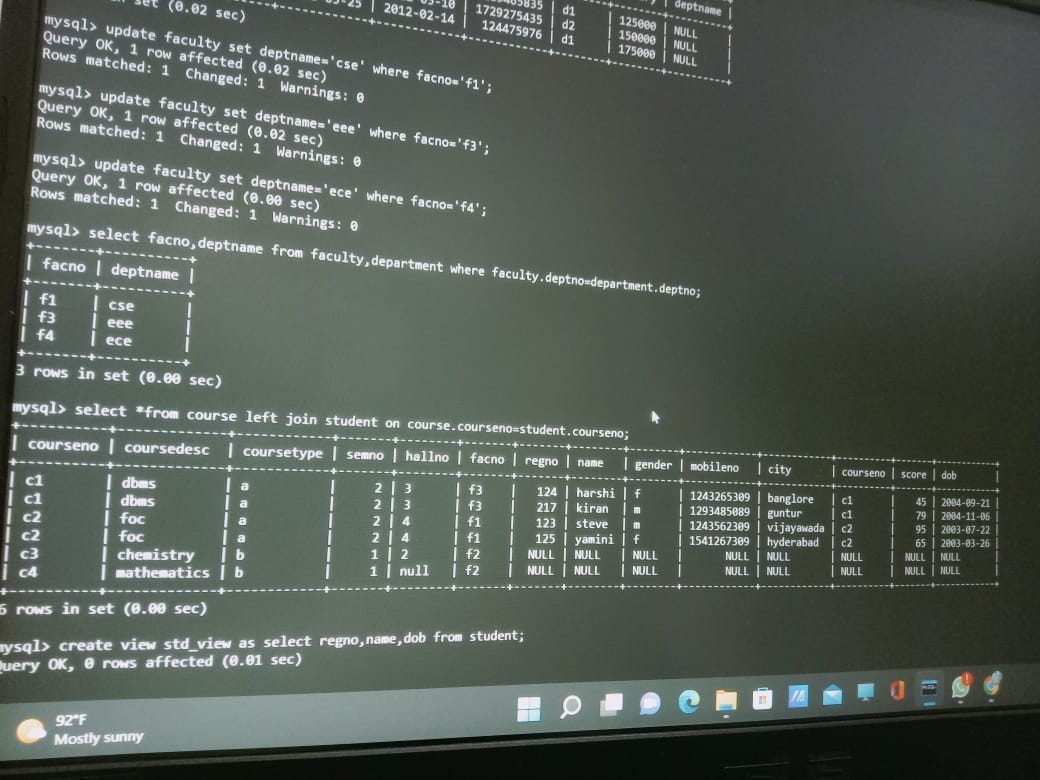 set (0.02 sec)
| 2012-02-14 | 1729275435 | d1 | 125000 | NULL |
124475976 | d2 | 150000 | NULL |
d1 | 175000 | NULL |
deptname |
mysql> update faculty set deptname='cse' where facno='f1';
Query OK, 1 row affected (0.02 sec)
Rows matched: 1 Changed: 1 Warnings: 0
mysql> update faculty set deptname='eee' where facno='f3';
Query OK, 1 row affected (0.02 sec)
Rows matched: 1 Changed: 1 Warnings: 0
mysql> update faculty set deptname='ece' where facno='f4';
Query OK, 1 row affected (0.00 sec)
Rows matched: 1 Changed: 1 Warnings: 0
mysql> select facno,deptname from faculty,department where faculty.deptno=department.deptno;
| facno | deptname |
| f1 | cse |
| f3 | eee |
| f4 | ece |
3 rows in set (0.00 sec)
mysql> select *from course left join student on course.courseno=student.courseno;
| courseno | coursedesc | coursetype | semno | hallno | facno | regno | name | gender | mobileno | city | courseno | score | dob |
| c1 | dbms | a | 2 | 3 | f3 | 124 | harshi | f | 1243265309 | banglore | c1 | 45 | 2004-09-21 |
| c1 | dbms | a | 2 | 3 | f3 | 217 | kiran | m | 1293485089 | guntur | c1 | 79 | 2004-11-06 |
| c2 | foc | a | 2 | 4 | f1 | 123 | steve | m | 1243562309 | vijayawada | c2 | 95 | 2003-07-22 |
| c2 | foc | a | 2 | 4 | f1 | 125 | yamini | f | 1541267309 | hyderabad | c2 | 65 | 2003-03-26 |
| c3 | chemistry | b | 1 | 2 | f2 | NULL | NULL | NULL | NULL | NULL | NULL | NULL | NULL |
| c4 | mathematics | b | 1 | null | f2 | NULL | NULL | NULL | NULL | NULL | NULL | NULL | NULL |
6 rows in set (0.00 sec)
mysql> create view std_view as select regno,name,dob from student;
Query OK, 0 rows affected (0.01 sec)
92°F
Mostly sunny